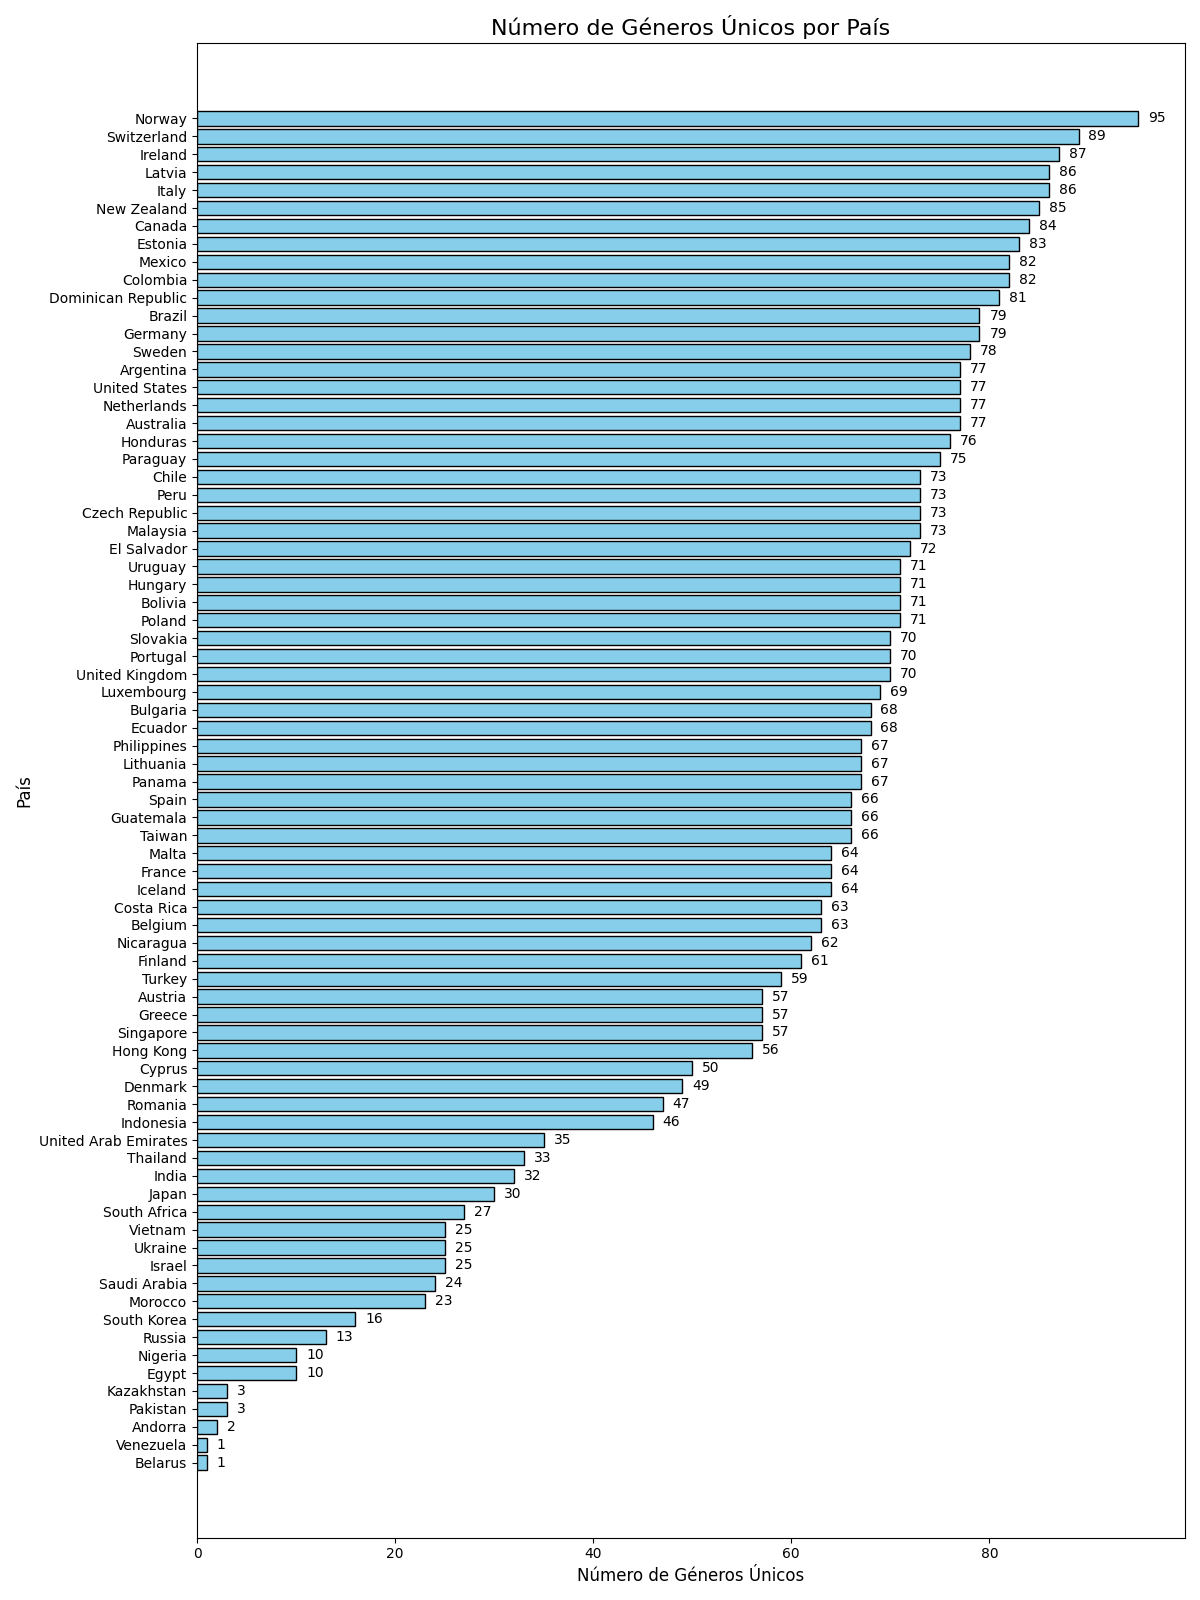 Número de Géneros Únicos por País
Norway 95
Switzerland 89
Ireland 87
Latvia 86
Italy 86
New Zealand 85
Canada 84
Estonia 83
Mexico 82
Colombia 82
Dominican Republic 81
Brazil 79
Germany 79
Sweden 78
Argentina 77
United States 77
Netherlands 77
Australia 77
Honduras 76
Paraguay 75
Chile 73
Peru 73
Czech Republic 73
Malaysia 73
El Salvador 72
Uruguay 71
Hungary 71
Bolivia 71
Poland 71
Slovakia 70
Portugal 70
United Kingdom 70
Luxembourg 69
Bulgaria 68
Ecuador 68
Philippines 67
Lithuania 67
Panama 67
Spain 66
Guatemala 66
Taiwan 66
Malta 64
France 64
Iceland 64
Costa Rica 63
Belgium 63
Nicaragua 62
Finland 61
Turkey 59
Austria 57
Greece 57
Singapore 57
Hong Kong 56
Cyprus 50
Denmark 49
Romania 47
Indonesia 46
United Arab Emirates 35
Thailand 33
India 32
Japan 30
South Africa 27
Vietnam 25
Ukraine 25
Israel 25
Saudi Arabia 24
Morocco 23
South Korea 16
Russia 13
Nigeria 10
Egypt 10
Kazakhstan 3
Pakistan 3
Andorra 2
Venezuela 1
Belarus 1
País
0 20 40 60 80
Número de Géneros Únicos